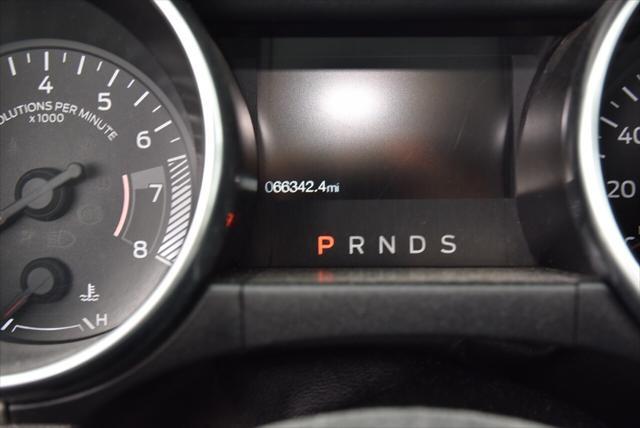 4
5
6
7
8
OLUTIONS PER MINUTE
x1000
H
066342.4mi
P R N D S
40
20